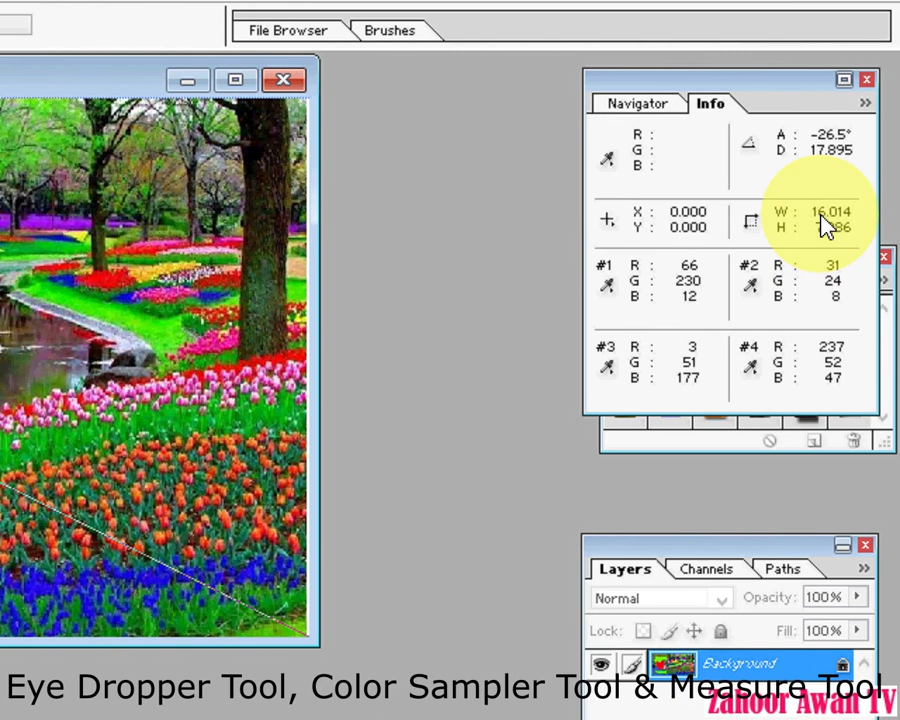 File Browser
Brushes
Navigator
Info
R :
G :
B :
A : -26.5°
D : 17.895
X : 0.000
Y : 0.000
W : 16.014
H :
#1 R : 66
G : 230
B : 12
#2 R : 31
G : 24
B : 8
#3 R : 3
G : 51
B : 177
#4 R : 237
G : 52
B : 47
Layers
Channels
Paths
Normal
Opacity: 100%
Lock:
Fill: 100%
Background
Eye Dropper Tool, Color Sampler Tool & Measure Tool
Zahoor Awan TV